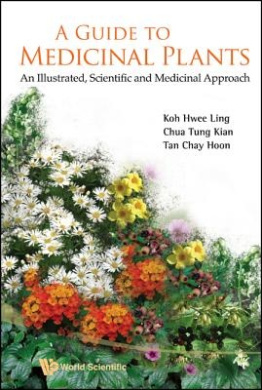 A GUIDE TO
MEDICINAL PLANTS
An Illustrated, Scientific and Medicinal Approach
Koh Hwee Ling
Chua Tung Kian
Tan Chay Hoon
World Scientific